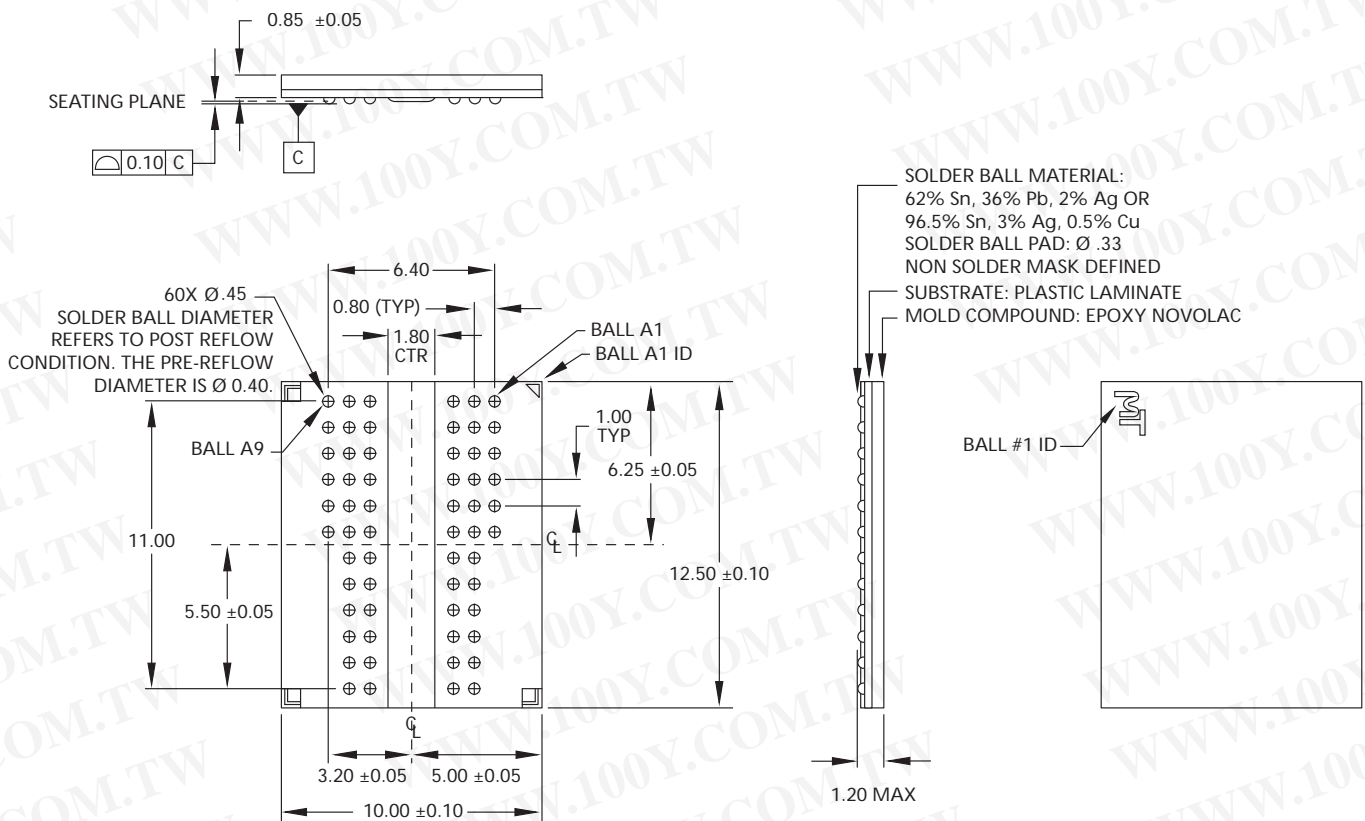 0.85 ±0.05
SEATING PLANE
0.10 C
C
SOLDER BALL MATERIAL:
62% Sn, 36% Pb, 2% Ag OR
96.5% Sn, 3% Ag, 0.5% Cu
SOLDER BALL PAD: Ø .33
NON SOLDER MASK DEFINED
SUBSTRATE: PLASTIC LAMINATE
MOLD COMPOUND: EPOXY NOVOLAC
6.40
60X Ø.45
SOLDER BALL DIAMETER
REFERS TO POST REFLOW
CONDITION. THE PRE-REFLOW
DIAMETER IS Ø 0.40.
0.80 (TYP)
1.80
CTR
BALL A1
BALL A1 ID
BALL A9
1.00
TYP
6.25 ±0.05
BALL #1 ID
MT
11.00
CL
5.50 ±0.05
12.50 ±0.10
CL
3.20 ±0.05
5.00 ±0.05
10.00 ±0.10
1.20 MAX
WWW.100Y.COM.TW